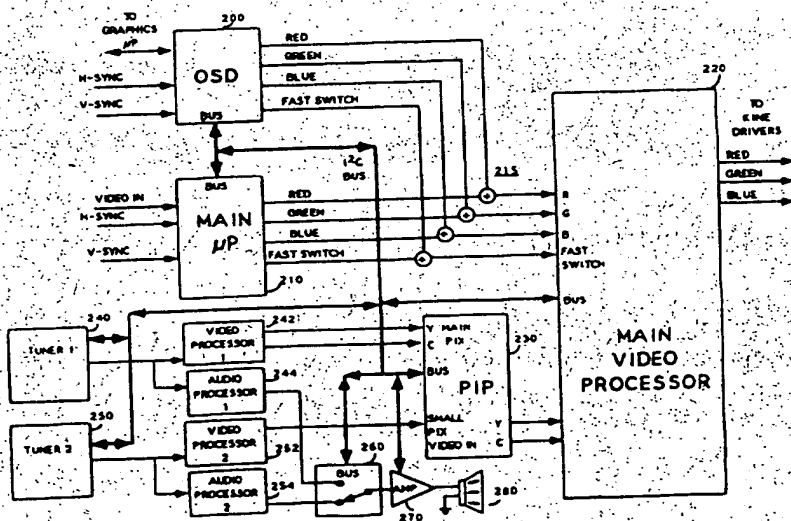 TO
GRAPHICS
μP
H-SYNC
V-SYNC
200
OSD
BUS
RED
GREEN
BLUE
FAST SWITCH
I²C
BUS
215
220
TO
KINE
DRIVERS
RED
GREEN
BLUE
VIDEO IN
H-SYNC
V-SYNC
BUS
MAIN
μP
210
RED
GREEN
BLUE
FAST SWITCH
R
G
B
FAST
SWITCH
BUS
MAIN
VIDEO
PROCESSOR
Y
C
240
TUNER 1
242
VIDEO
PROCESSOR
1
244
AUDIO
PROCESSOR
1
250
TUNER 2
VIDEO
PROCESSOR
2
252
AUDIO
PROCESSOR
2
254
Y MAIN
C PIX
BUS
PIP
230
SMALL
PIX
VIDEO IN
BUS
260
AMP
270
280